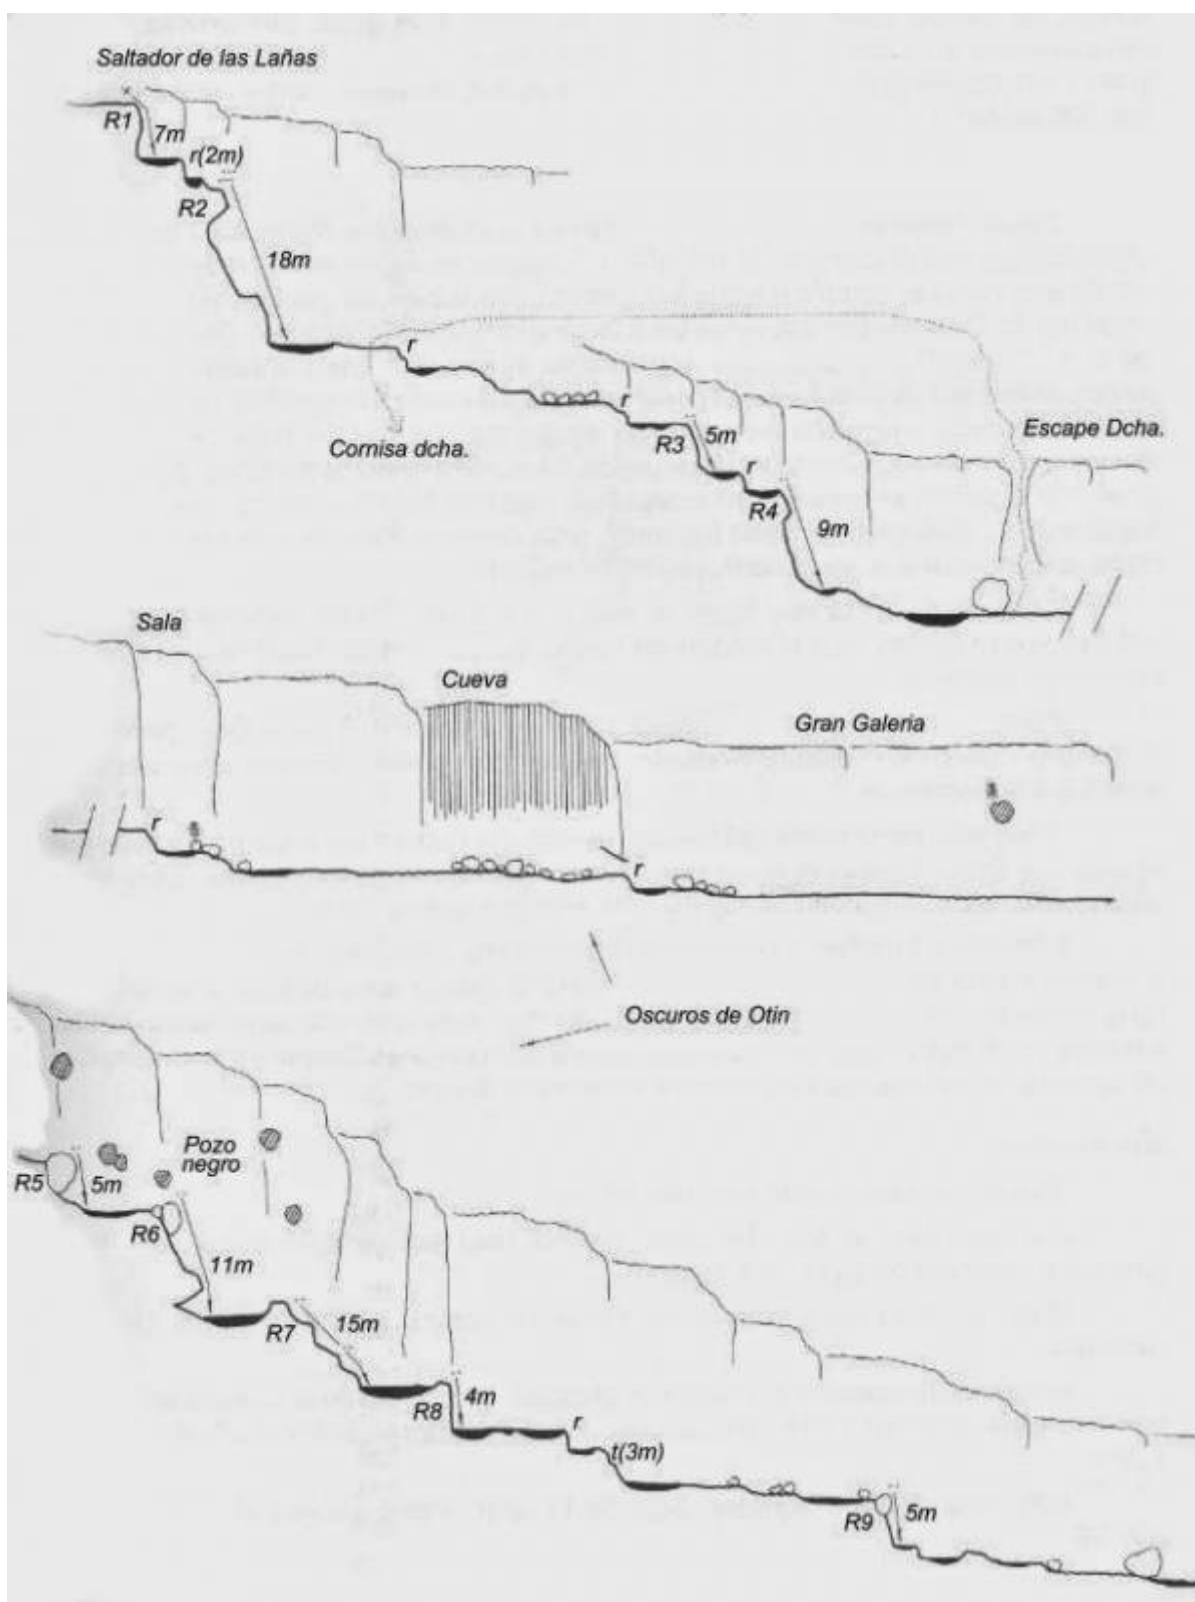 Saltador de las Lañas
R1
7m
r(2m)
R2
18m
r
Cornisa dcha.
r
R3
5m
r
R4
9m
Escape Dcha.
Sala
Cueva
Gran Galeria
r
r
Oscuros de Otin
Pozo
negro
R5
5m
R6
11m
R7
15m
R8
4m
r
t(3m)
R9
5m